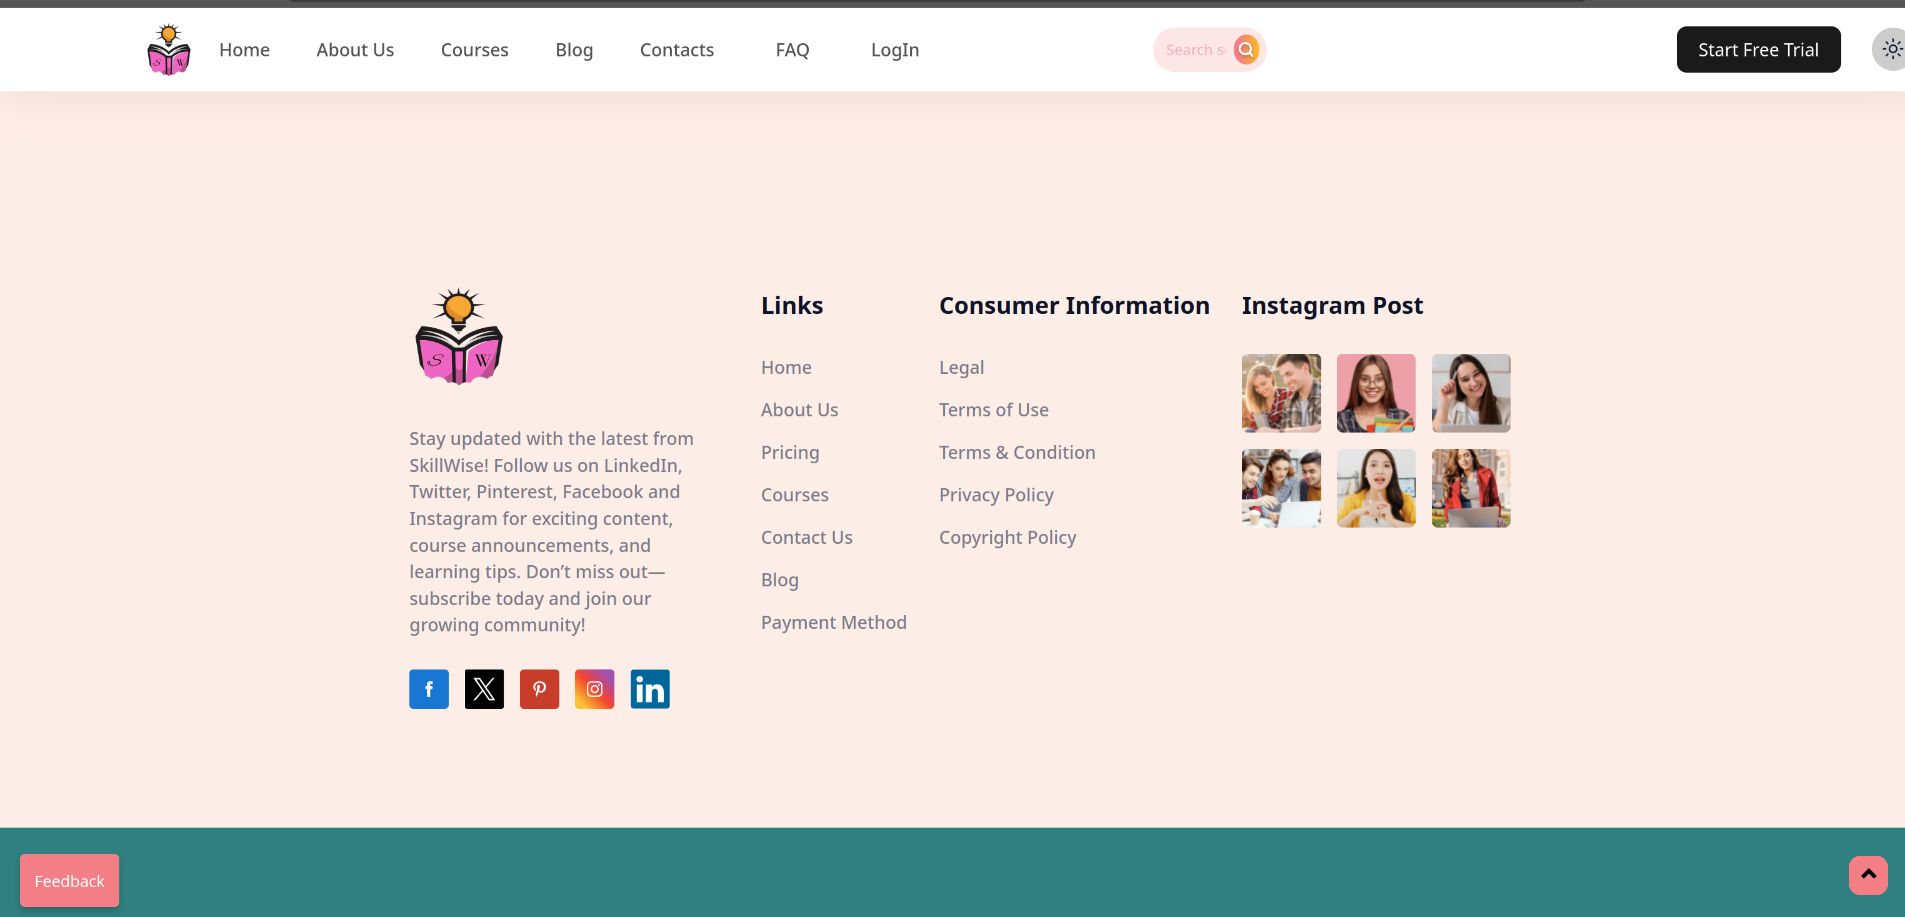 Home About Us Courses Blog Contacts FAQ LogIn Search s Start Free Trial
S W
S W
Stay updated with the latest from
SkillWise! Follow us on LinkedIn,
Twitter, Pinterest, Facebook and
Instagram for exciting content,
course announcements, and
learning tips. Don’t miss out—
subscribe today and join our
growing community!
f X in
Links
Home
About Us
Pricing
Courses
Contact Us
Blog
Payment Method
Consumer Information
Legal
Terms of Use
Terms & Condition
Privacy Policy
Copyright Policy
Instagram Post
Feedback